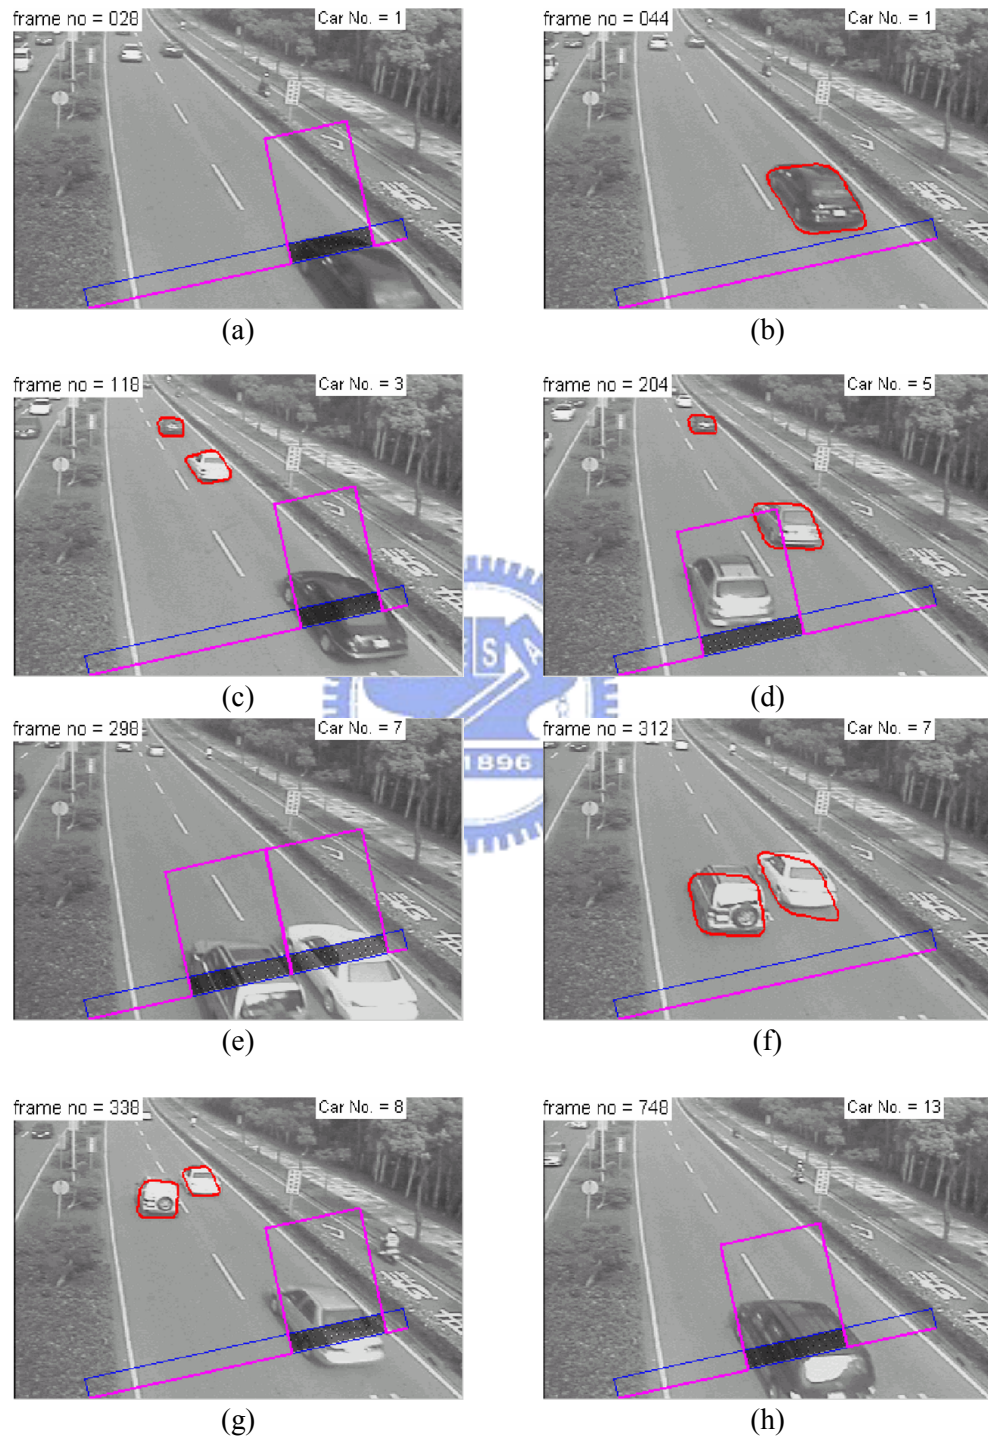 frame no = 028 Car No. = 1
frame no = 044 Car No. = 1
(a) (b)
frame no = 118 Car No. = 3
frame no = 204 Car No. = 5
(c) (d)
frame no = 298 Car No. = 7
frame no = 312 Car No. = 7
1896
(e) (f)
frame no = 338 Car No. = 8
frame no = 748 Car No. = 13
(g) (h)